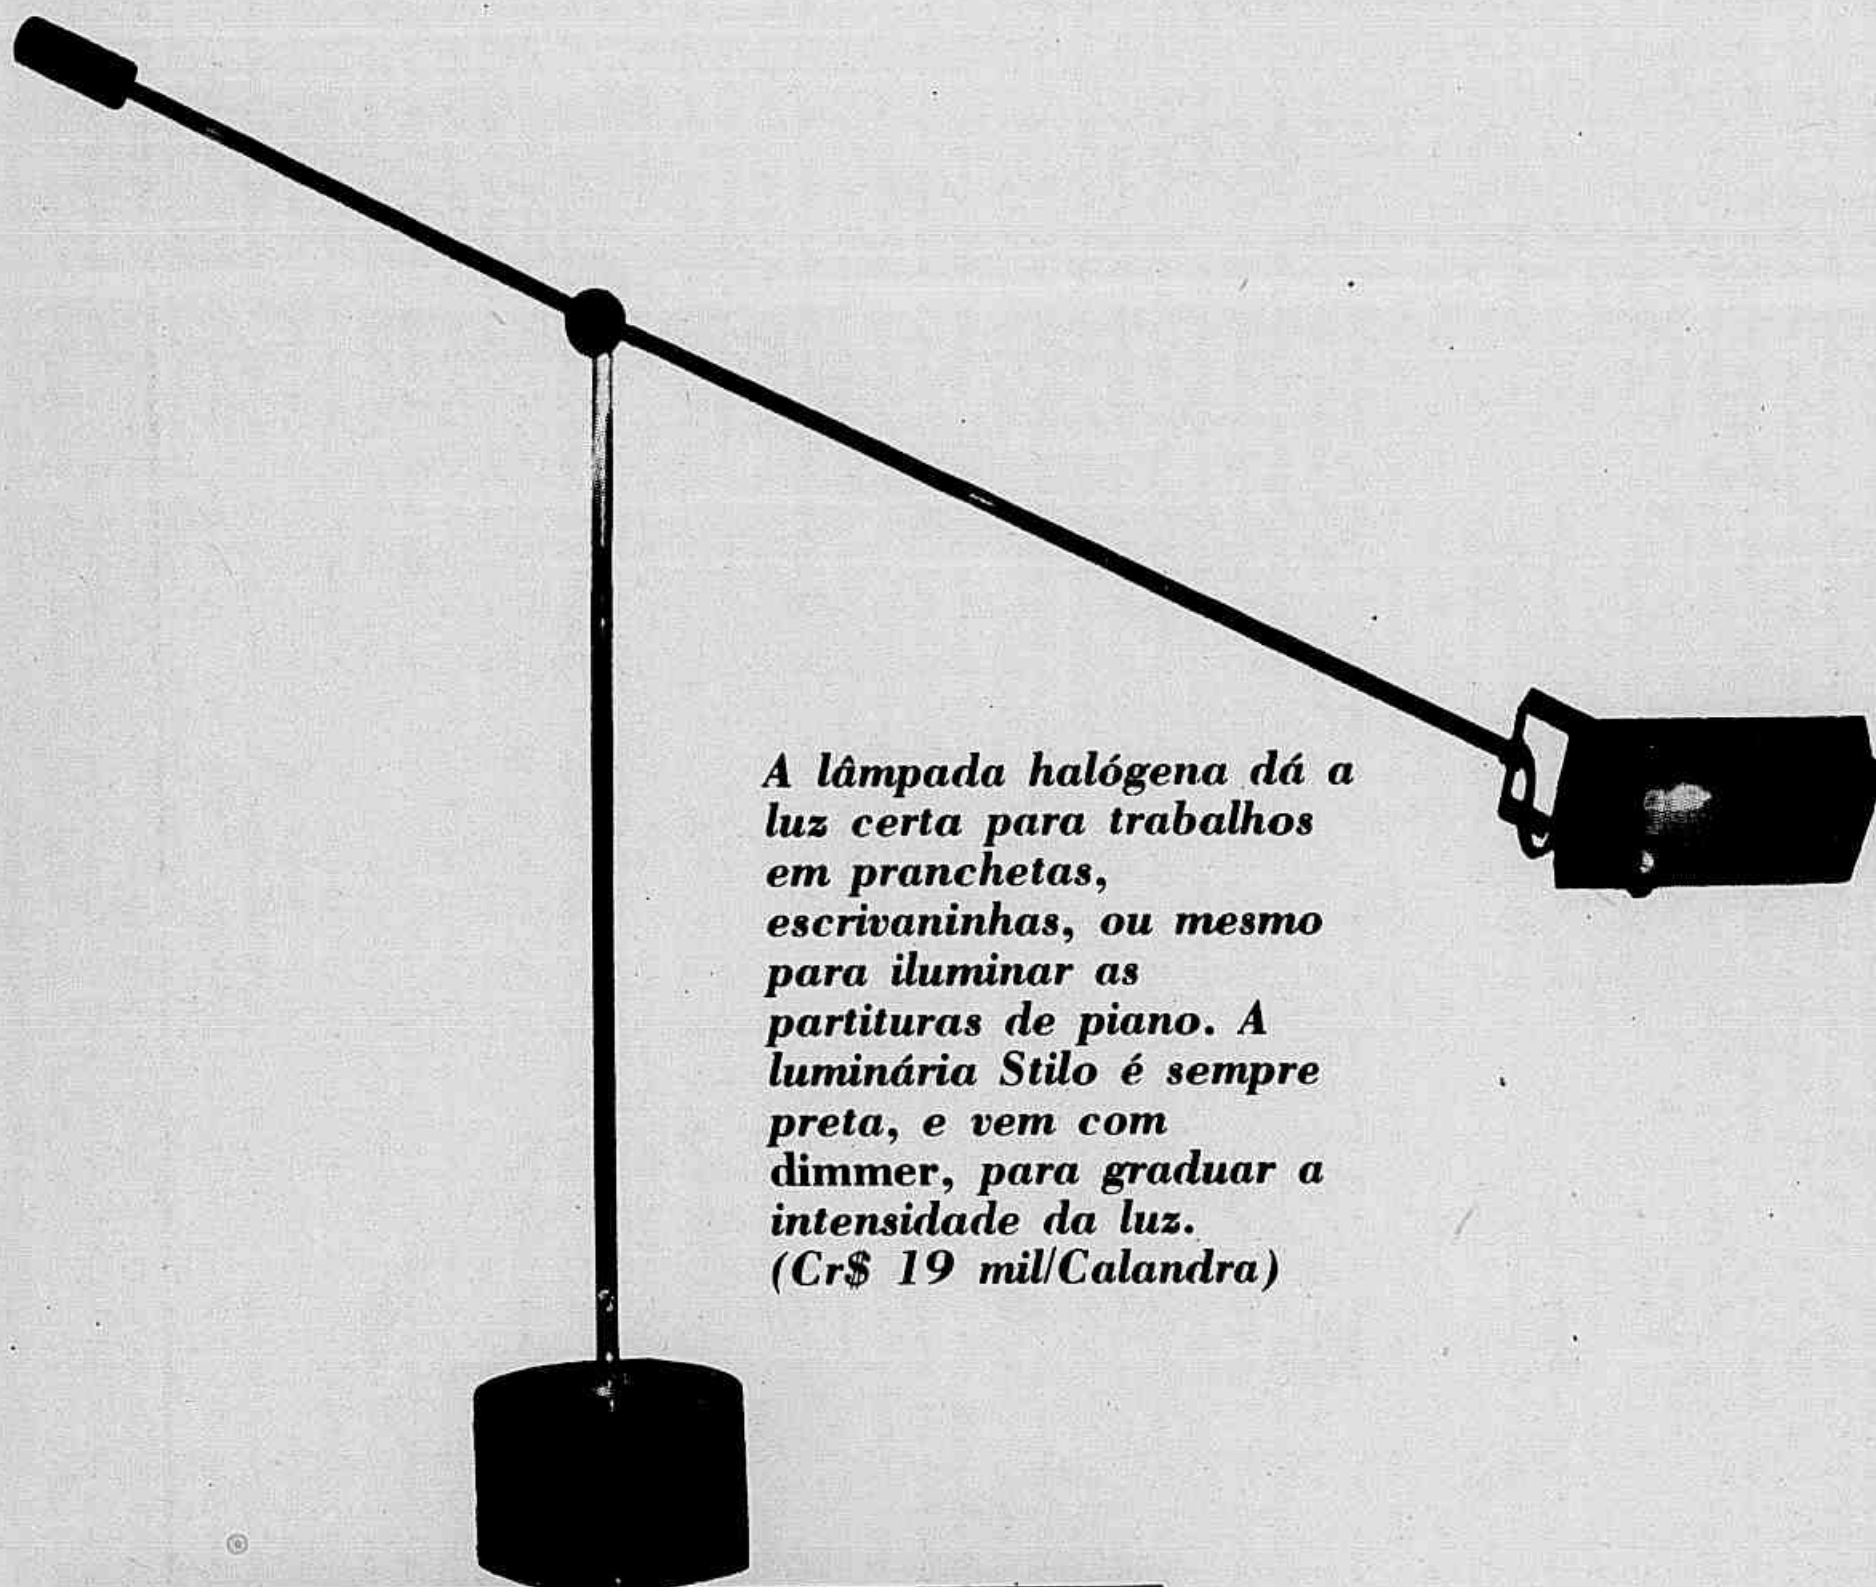 A lâmpada halógena dá a
luz certa para trabalhos
em pranchetas,
escrivaninhas, ou mesmo
para iluminar as
partituras de piano. A
luminária Stilo é sempre
preta, e vem com
dimmer, para graduar a
intensidade da luz.
(Cr$ 19 mil/Calandra)